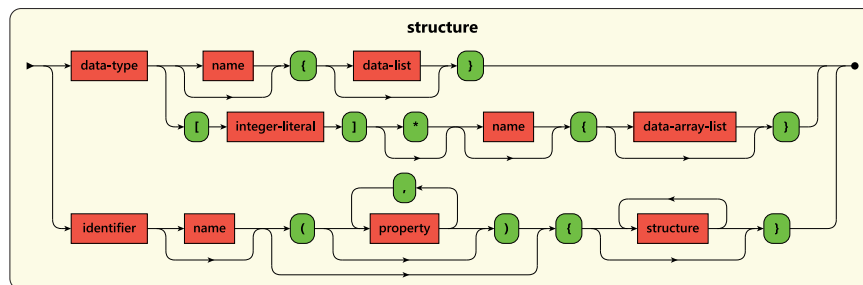 structure
data-type name { data-list }
[ integer-literal ] * name { data-array-list }
,
identifier name ( property ) { structure }